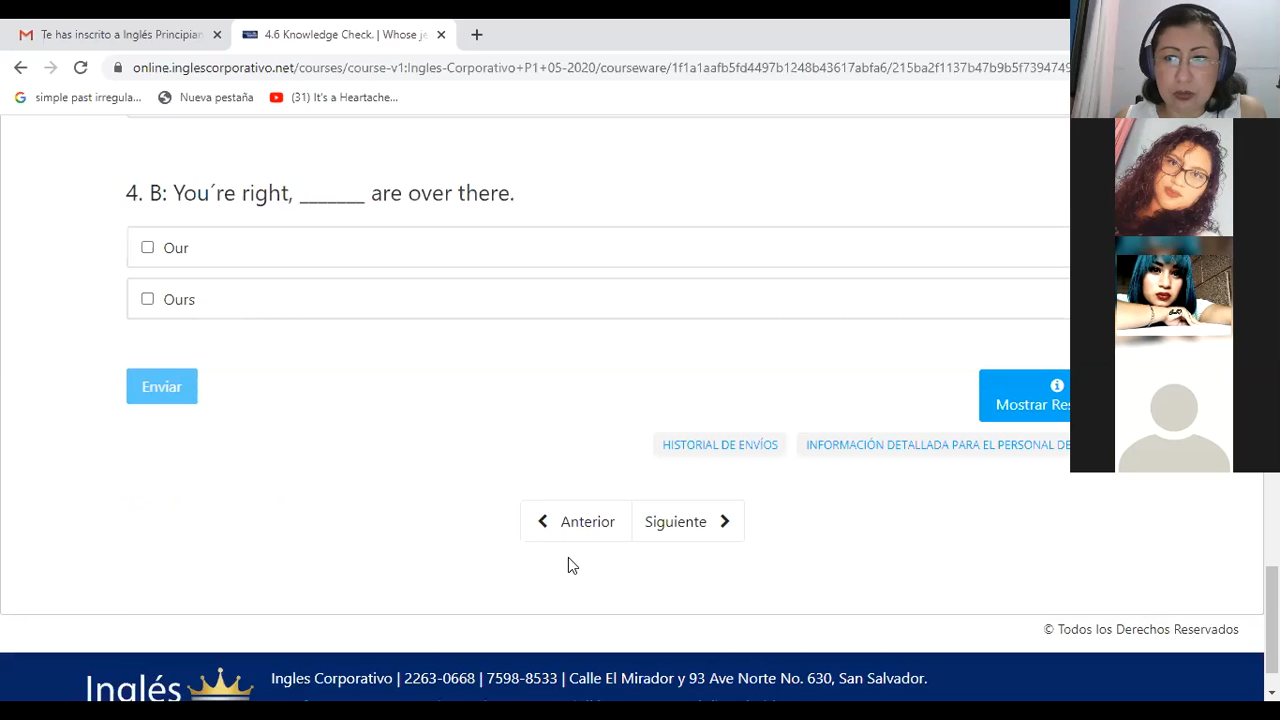 Te has inscrito a Inglés Principian
4.6 Knowledge Check. | Whose je
online.inglescorporativo.net/courses/course-v1:Ingles-Corporativo+P1+05-2020/courseware/1f1a1aafb5fd4497b1248b43617abfa6/215ba2f1137b47b9b5f7394749
simple past irregula...
Nueva pestaña
(31) It's a Heartache...
4. B: You´re right, _______ are over there.
Our
Ours
Enviar
Mostrar Res
HISTORIAL DE ENVÍOS
INFORMACIÓN DETALLADA PARA EL PERSONAL DE
Anterior
Siguiente
© Todos los Derechos Reservados
Inglés
Ingles Corporativo | 2263-0668 | 7598-8533 | Calle El Mirador y 93 Ave Norte No. 630, San Salvador.